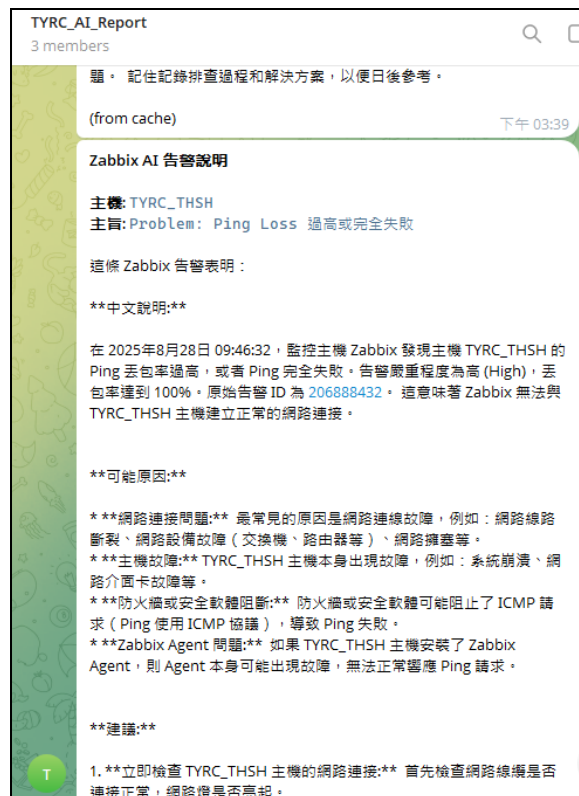 TYRC_AI_Report
3 members
題。 記住記錄排查過程和解決方案，以便日後參考。
(from cache)
下午 03:39
Zabbix AI 告警說明
主機: TYRC_THSH
主旨: Problem: Ping Loss 過高或完全失敗
這條 Zabbix 告警表明：
**中文說明:**
在 2025年8月28日 09:46:32，監控主機 Zabbix 發現主機 TYRC_THSH 的
Ping 丟包率過高，或者 Ping 完全失敗。告警嚴重程度為高 (High)，丟
包率達到 100%。原始告警 ID 為 206888432。 這意味著 Zabbix 無法與
TYRC_THSH 主機建立正常的網路連接。
**可能原因:**
* **網路連接問題:** 最常見的原因是網路連線故障，例如：網路線路
斷裂、網路設備故障（交換機、路由器等）、網路擁塞等。
* **主機故障:** TYRC_THSH 主機本身出現故障，例如：系統崩潰、網
路介面卡故障等。
* **防火牆或安全軟體阻斷:** 防火牆或安全軟體可能阻止了 ICMP 請
求（Ping 使用 ICMP 協議），導致 Ping 失敗。
* **Zabbix Agent 問題:** 如果 TYRC_THSH 主機安裝了 Zabbix
Agent，則 Agent 本身可能出現故障，無法正常響應 Ping 請求。
**建議:**
1. **立即檢查 TYRC_THSH 主機的網路連接:** 首先檢查網路線纜是否
連接正常，網路燈是否亮起。
T